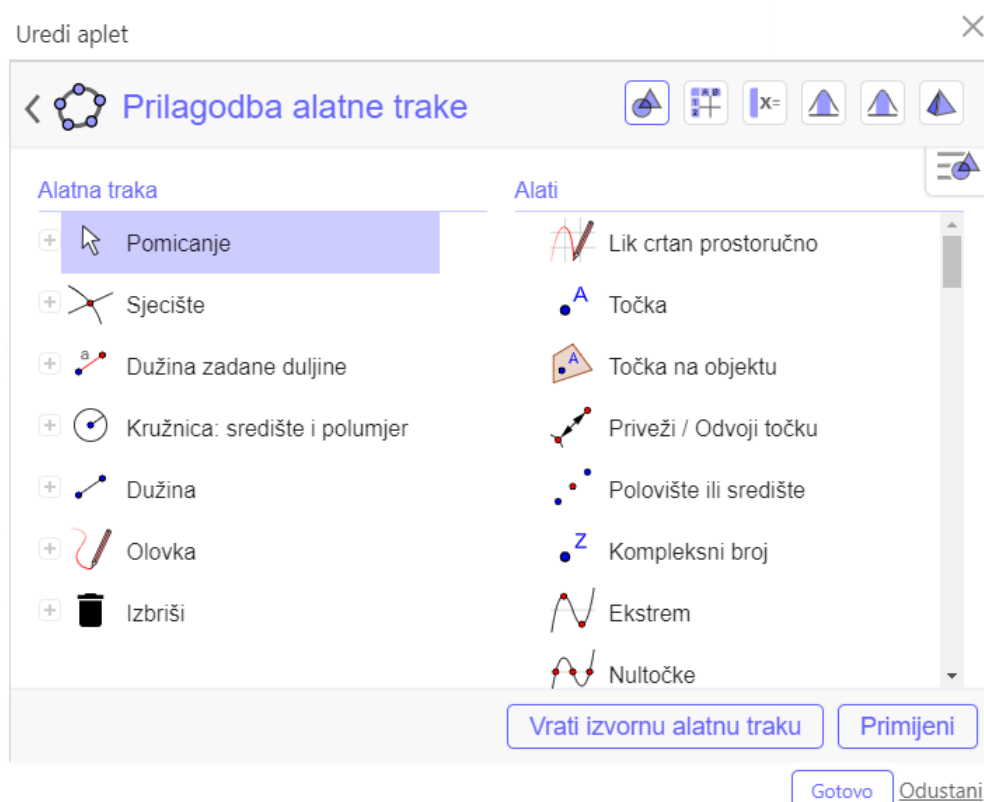 Uredi aplet
Prilagodba alatne trake
A B
1
2
X=
Alatna traka
Alati
Pomicanje
Lik crtan prostoručno
Sjecište
A
Točka
a
Dužina zadane duljine
A
Točka na objektu
Kružnica: središte i polumjer
Priveži / Odvoji točku
Dužina
Polovište ili središte
Olovka
Z
Kompleksni broj
Izbriši
Ekstrem
Nultočke
Vrati izvornu alatnu traku
Primijeni
Gotovo
Odustani